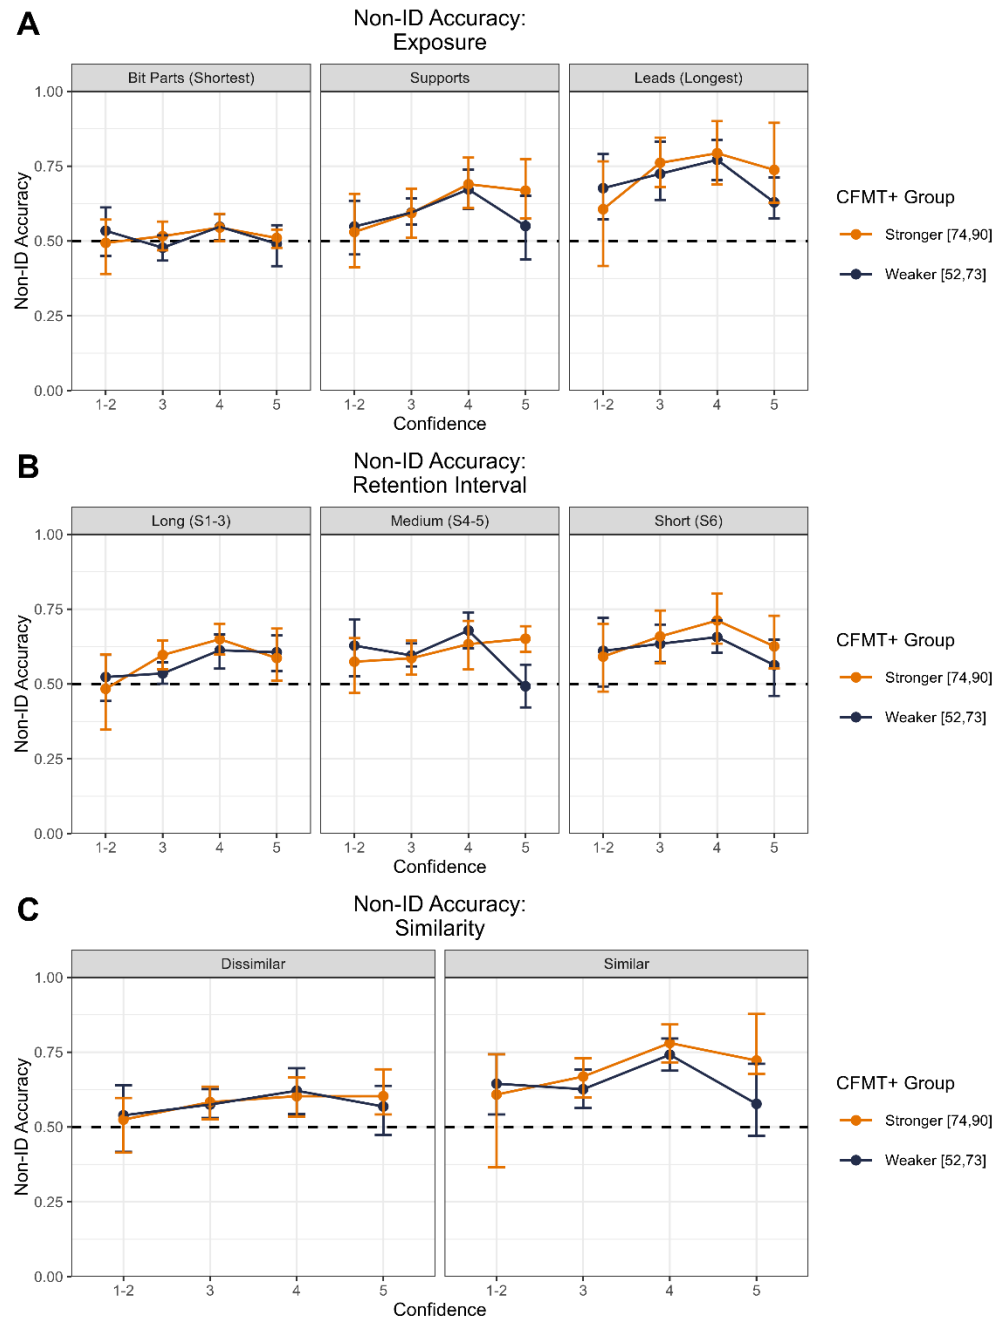 A
Non-ID Accuracy:
Exposure
Bit Parts (Shortest)
Supports
Leads (Longest)
1.00
0.75
0.50
0.25
0.00
Non-ID Accuracy
1-2 3 4 5
1-2 3 4 5
1-2 3 4 5
Confidence
CFMT+ Group
Stronger [74,90]
Weaker [52,73]
B
Non-ID Accuracy:
Retention Interval
Long (S1-3)
Medium (S4-5)
Short (S6)
1.00
0.75
0.50
0.25
0.00
Non-ID Accuracy
1-2 3 4 5
1-2 3 4 5
1-2 3 4 5
Confidence
CFMT+ Group
Stronger [74,90]
Weaker [52,73]
C
Non-ID Accuracy:
Similarity
Dissimilar
Similar
1.00
0.75
0.50
0.25
0.00
Non-ID Accuracy
1-2 3 4 5
1-2 3 4 5
Confidence
CFMT+ Group
Stronger [74,90]
Weaker [52,73]